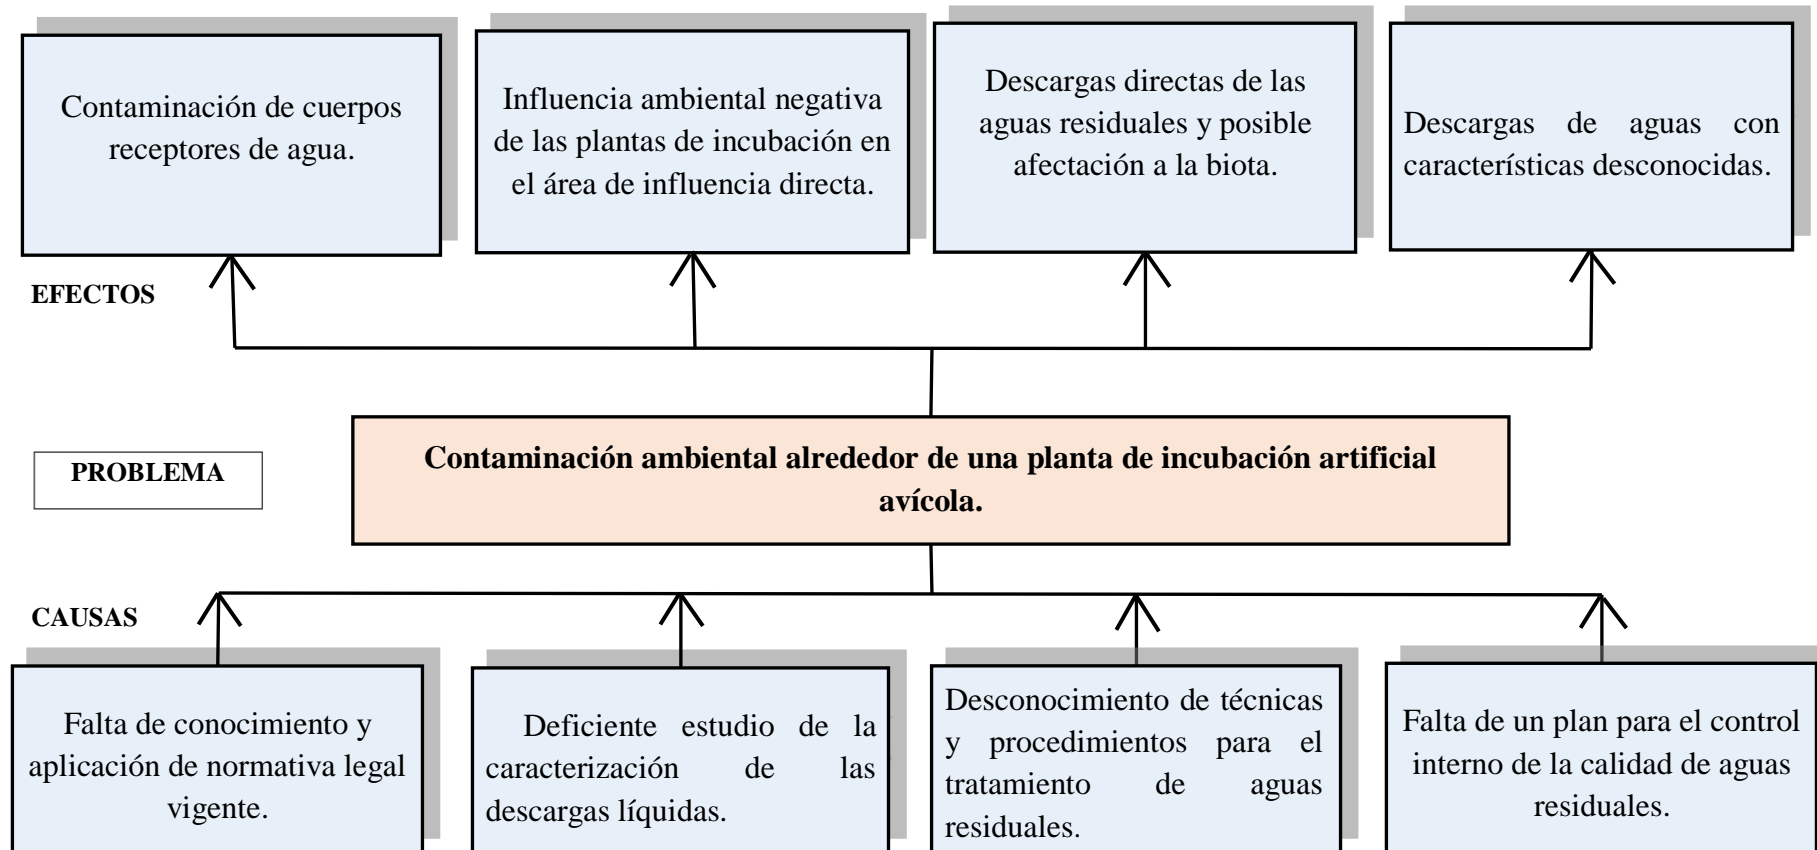 Contaminación de cuerpos
receptores de agua.
Influencia ambiental negativa
de las plantas de incubación en
el área de influencia directa.
Descargas directas de las
aguas residuales y posible
afectación a la biota.
Descargas de aguas con
características desconocidas.
EFECTOS
PROBLEMA
Contaminación ambiental alrededor de una planta de incubación artificial
avícola.
CAUSAS
Falta de conocimiento y
aplicación de normativa legal
vigente.
Deficiente estudio de la
caracterización de las
descargas líquidas.
Desconocimiento de técnicas
y procedimientos para el
tratamiento de aguas
residuales.
Falta de un plan para el control
interno de la calidad de aguas
residuales.